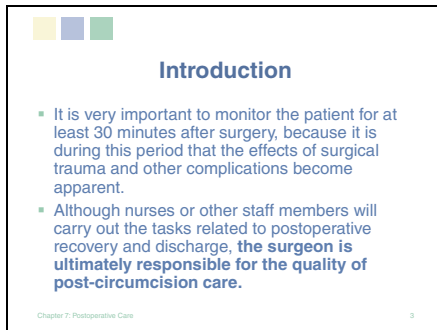 Introduction
It is very important to monitor the patient for at
least 30 minutes after surgery, because it is
during this period that the effects of surgical
trauma and other complications become
apparent.
Although nurses or other staff members will
carry out the tasks related to postoperative
recovery and discharge, the surgeon is
ultimately responsible for the quality of
post-circumcision care.
Chapter 7: Postoperative Care 3